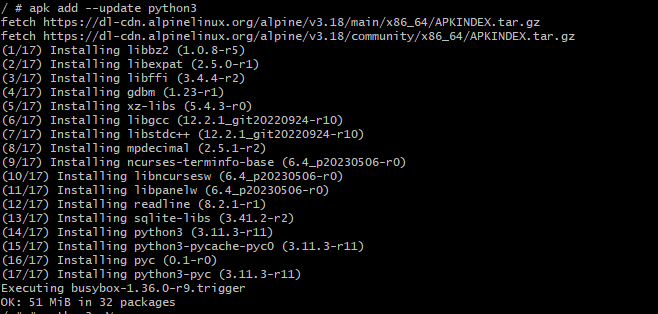 / # apk add --update python3
fetch https://dl-cdn.alpinelinux.org/alpine/v3.18/main/x86_64/APKINDEX.tar.gz
fetch https://dl-cdn.alpinelinux.org/alpine/v3.18/community/x86_64/APKINDEX.tar.gz
(1/17) Installing libbz2 (1.0.8-r5)
(2/17) Installing libexpat (2.5.0-r1)
(3/17) Installing libffi (3.4.4-r2)
(4/17) Installing gdbm (1.23-r1)
(5/17) Installing xz-libs (5.4.3-r0)
(6/17) Installing libgcc (12.2.1_git20220924-r10)
(7/17) Installing libstdc++ (12.2.1_git20220924-r10)
(8/17) Installing mpdecimal (2.5.1-r2)
(9/17) Installing ncurses-terminfo-base (6.4_p20230506-r0)
(10/17) Installing libncursesw (6.4_p20230506-r0)
(11/17) Installing libpanelw (6.4_p20230506-r0)
(12/17) Installing readline (8.2.1-r1)
(13/17) Installing sqlite-libs (3.41.2-r2)
(14/17) Installing python3 (3.11.3-r11)
(15/17) Installing python3-pycache-pyc0 (3.11.3-r11)
(16/17) Installing pyc (0.1-r0)
(17/17) Installing python3-pyc (3.11.3-r11)
Executing busybox-1.36.0-r9.trigger
OK: 51 MiB in 32 packages